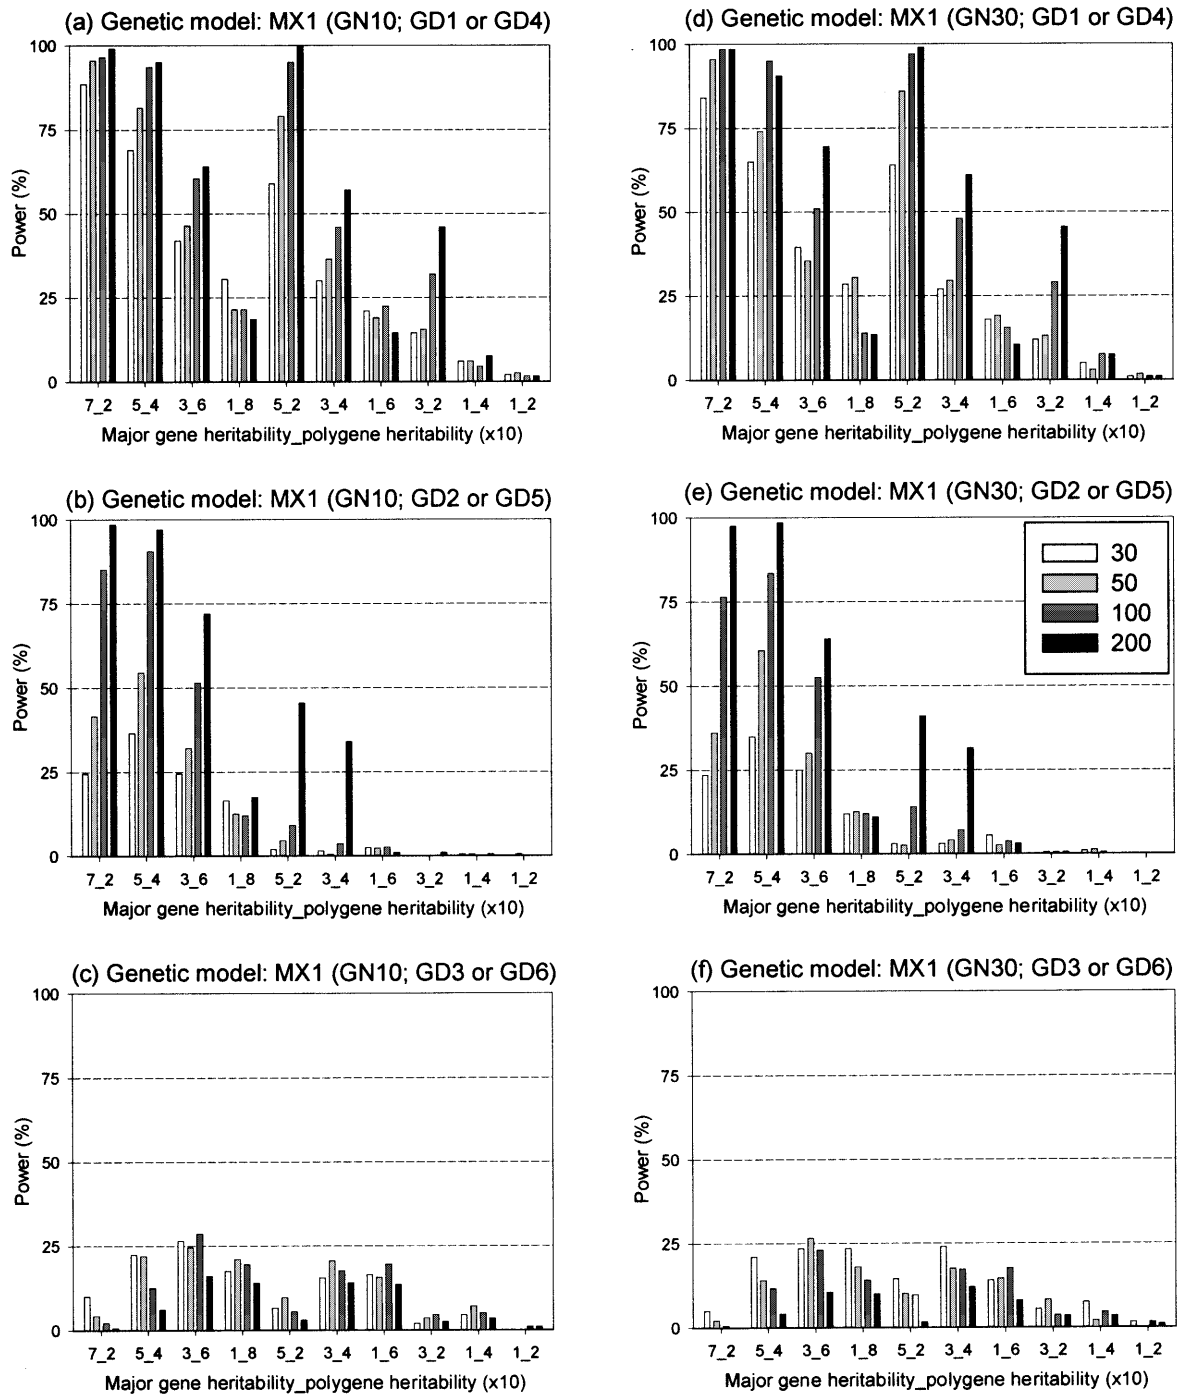 (a) Genetic model: MX1 (GN10; GD1 or GD4)
100
75
50
25
0
Power (%)
7_2 5_4 3_6 1_8 5_2 3_4 1_6 3_2 1_4 1_2
Major gene heritability_polygene heritability (x10)
(d) Genetic model: MX1 (GN30; GD1 or GD4)
100
75
50
25
0
Power (%)
7_2 5_4 3_6 1_8 5_2 3_4 1_6 3_2 1_4 1_2
Major gene heritability_polygene heritability (x10)
(b) Genetic model: MX1 (GN10; GD2 or GD5)
100
75
50
25
0
Power (%)
7_2 5_4 3_6 1_8 5_2 3_4 1_6 3_2 1_4 1_2
Major gene heritability_polygene heritability (x10)
(e) Genetic model: MX1 (GN30; GD2 or GD5)
100
75
50
25
0
Power (%)
30
50
100
200
7_2 5_4 3_6 1_8 5_2 3_4 1_6 3_2 1_4 1_2
Major gene heritability_polygene heritability (x10)
(c) Genetic model: MX1 (GN10; GD3 or GD6)
100
75
50
25
0
Power (%)
7_2 5_4 3_6 1_8 5_2 3_4 1_6 3_2 1_4 1_2
Major gene heritability_polygene heritability (x10)
(f) Genetic model: MX1 (GN30; GD3 or GD6)
100
75
50
25
0
Power (%)
7_2 5_4 3_6 1_8 5_2 3_4 1_6 3_2 1_4 1_2
Major gene heritability_polygene heritability (x10)